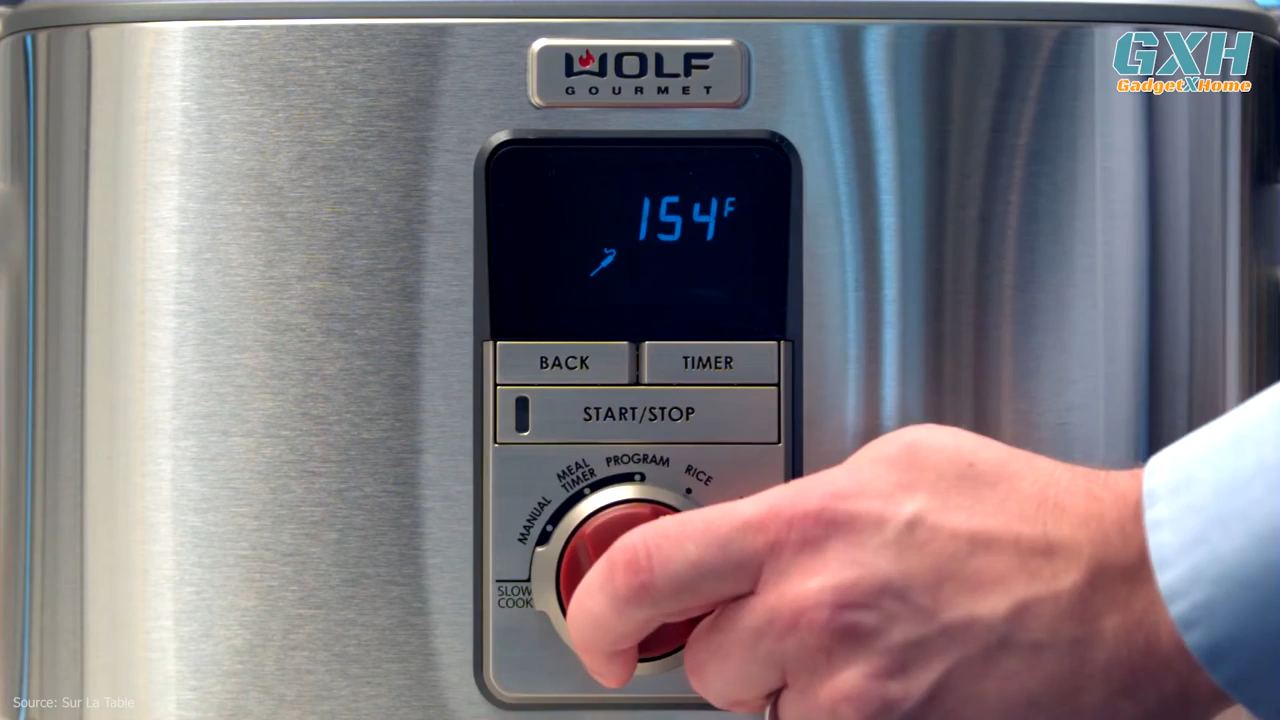 WOLF
GOURMET
GXH
GadgetXHome
154F
BACK
TIMER
START/STOP
MANUAL
MEAL
TIMER
PROGRAM
RICE
SLOW
COOK
Source: Sur La Table